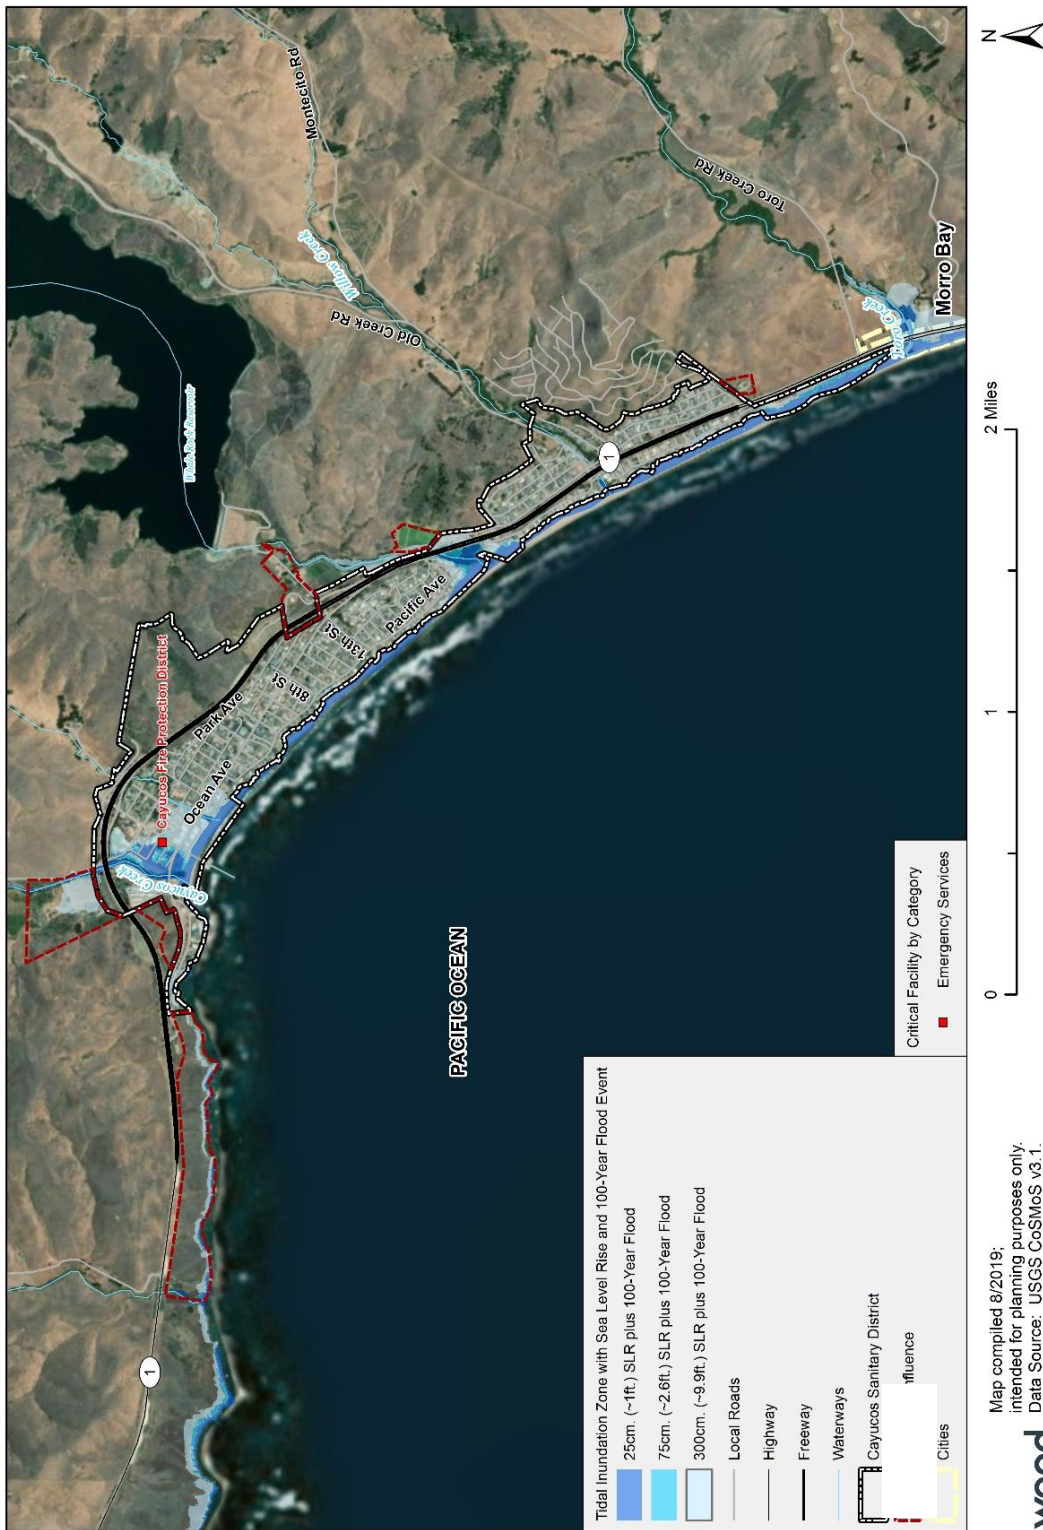 Montecito Rd
Toro Creek Rd
Willow Creek
Old Creek Rd
Whale Rock Reservoir
Morro Bay
Toro Creek
1
Cayucos Fire Protection District
Park Ave
13th St
Pacific Ave
8th St
Ocean Ave
Cayucos Creek
PACIFIC OCEAN
1
N
Tidal Inundation Zone with Sea Level Rise and 100-Year Flood Event
25cm. (~1ft.) SLR plus 100-Year Flood
75cm. (~2.6ft.) SLR plus 100-Year Flood
300cm. (~9.9ft.) SLR plus 100-Year Flood
Local Roads
Highway
Freeway
Waterways
Cayucos Sanitary District
nfluence
Cities
Critical Facility by Category
Emergency Services
0 1 2 Miles
wood
Map compiled 8/2019;
intended for planning purposes only.
Data Source: USGS CoSMoS v3.1.